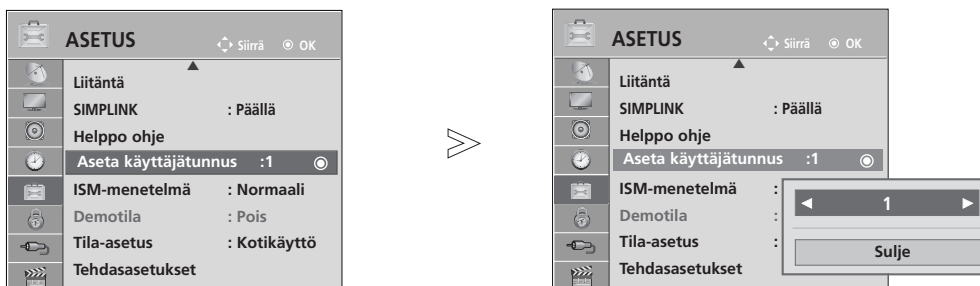 ASETUS
Siirrä
OK
Liitäntä
SIMPLINK : Päällä
Helppo ohje
Aseta käyttäjätunnus :1
ISM-menetelmä : Normaali
Demotila : Pois
Tila-asetus : Kotikäyttö
Tehdasasetukset
ASETUS
Siirrä
OK
Liitäntä
SIMPLINK : Päällä
Helppo ohje
Aseta käyttäjätunnus :1
ISM-menetelmä :
Demotila :
Tila-asetus :
Tehdasasetukset
1
Sulje